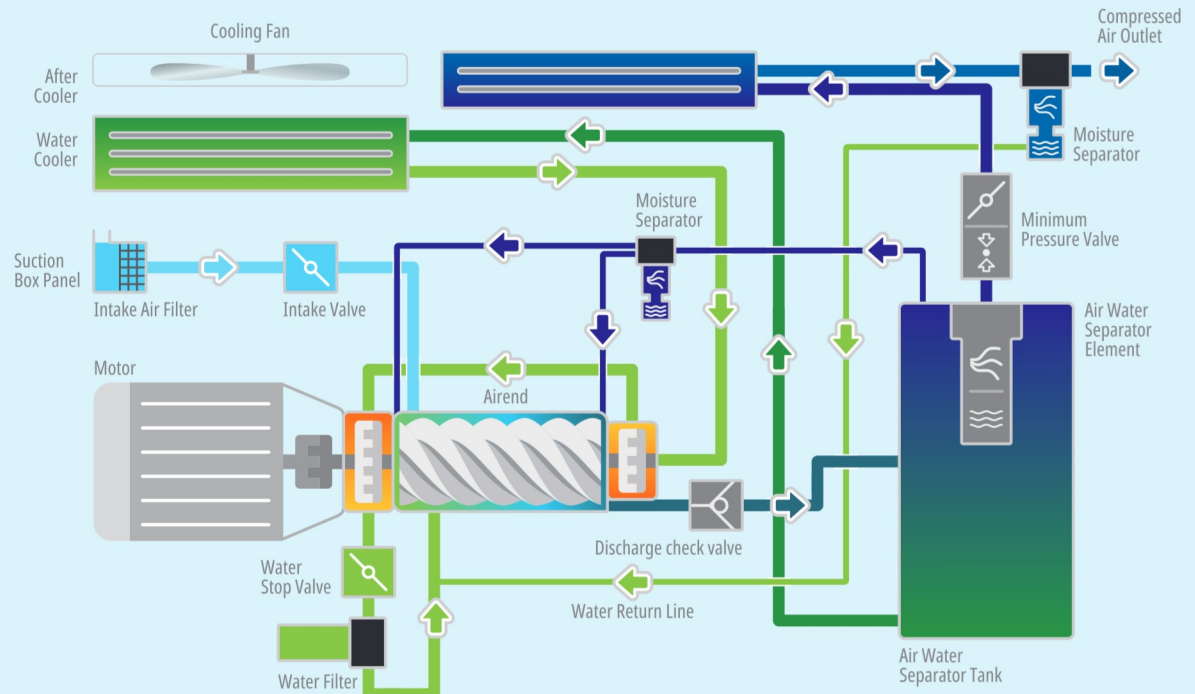 Cooling Fan
Compressed
Air Outlet
After
Cooler
Water
Cooler
Moisture
Separator
Moisture
Separator
Minimum
Pressure Valve
Suction
Box Panel
Intake Air Filter
Intake Valve
Air Water
Separator
Element
Motor
Airend
Discharge check valve
Water
Stop Valve
Water Return Line
Water Filter
Air Water
Separator Tank